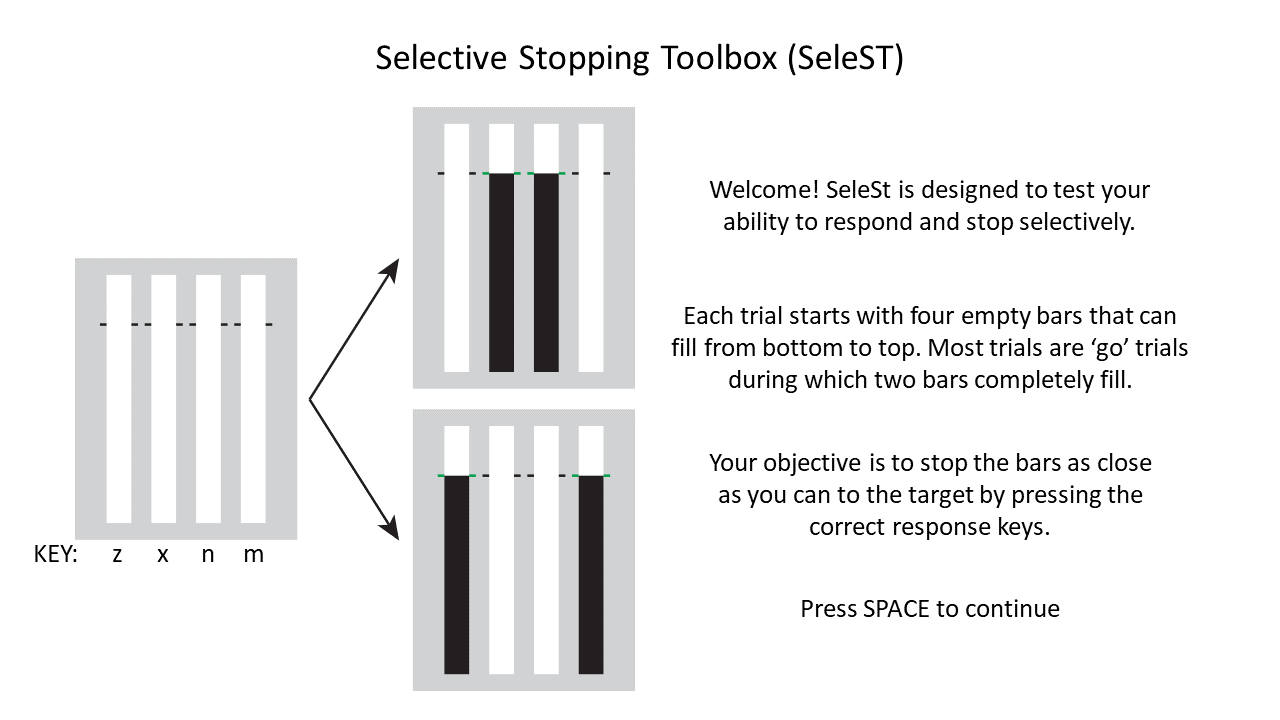 Selective Stopping Toolbox (SeleST)
Welcome! SeleSt is designed to test your
ability to respond and stop selectively.
Each trial starts with four empty bars that can
fill from bottom to top. Most trials are ‘go’ trials
during which two bars completely fill.
Your objective is to stop the bars as close
as you can to the target by pressing the
correct response keys.
KEY: z x n m
Press SPACE to continue